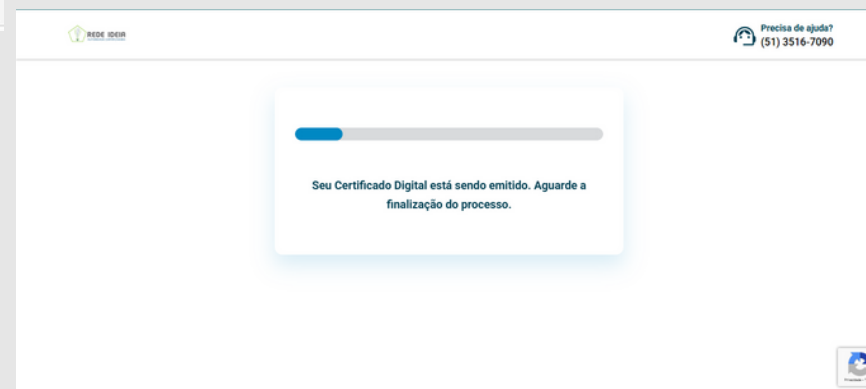 REDE IDEIA
Precisa de ajuda?
(51) 3516-7090
Seu Certificado Digital está sendo emitido. Aguarde a
finalização do processo.